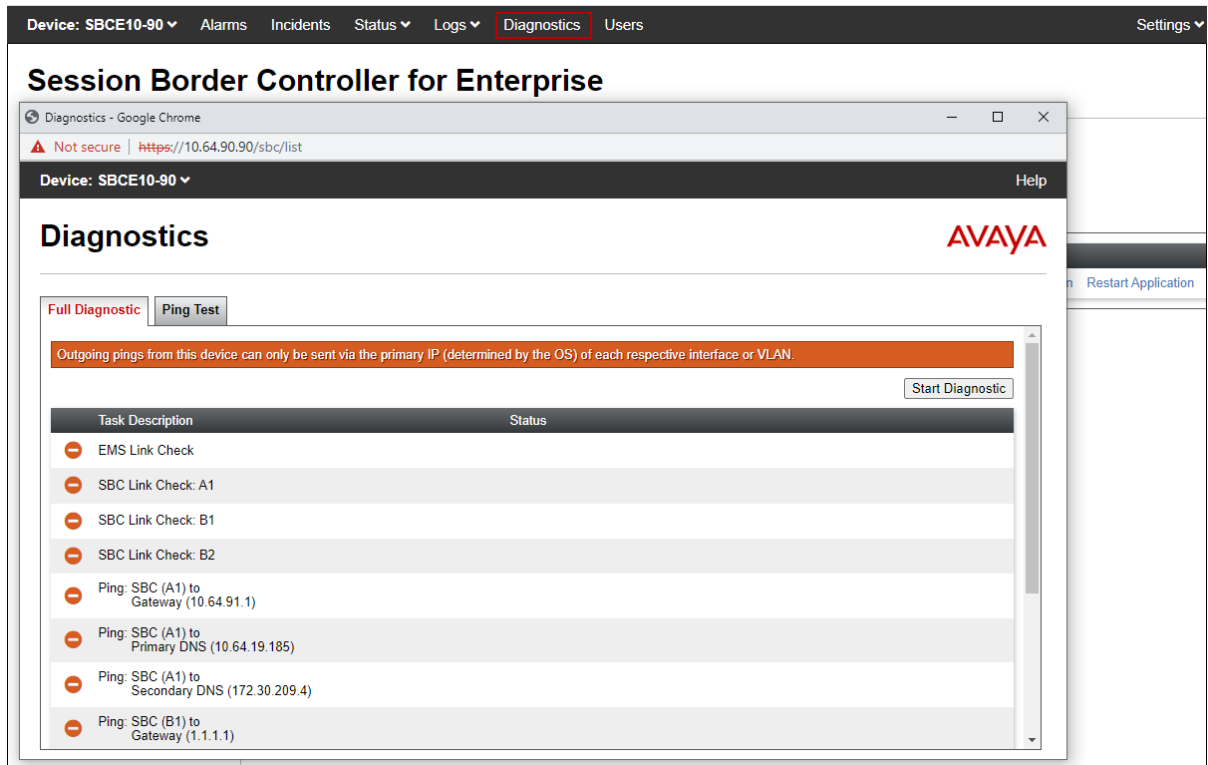 Device: SBCE10-90 Alarms Incidents Status Logs Diagnostics Users Settings
Session Border Controller for Enterprise
Diagnostics - Google Chrome
Not secure | https://10.64.90.90/sbc/list
Device: SBCE10-90 Help
Diagnostics
AVAYA
n Restart Application
Full Diagnostic Ping Test
Outgoing pings from this device can only be sent via the primary IP (determined by the OS) of each respective interface or VLAN.
Start Diagnostic
Task Description Status
EMS Link Check
SBC Link Check: A1
SBC Link Check: B1
SBC Link Check: B2
Ping: SBC (A1) to
Gateway (10.64.91.1)
Ping: SBC (A1) to
Primary DNS (10.64.19.185)
Ping: SBC (A1) to
Secondary DNS (172.30.209.4)
Ping: SBC (B1) to
Gateway (1.1.1.1)